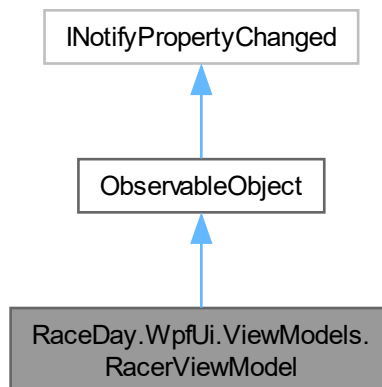 INotifyPropertyChanged
ObservableObject
RaceDay.WpfUi.ViewModels.
RacerViewModel